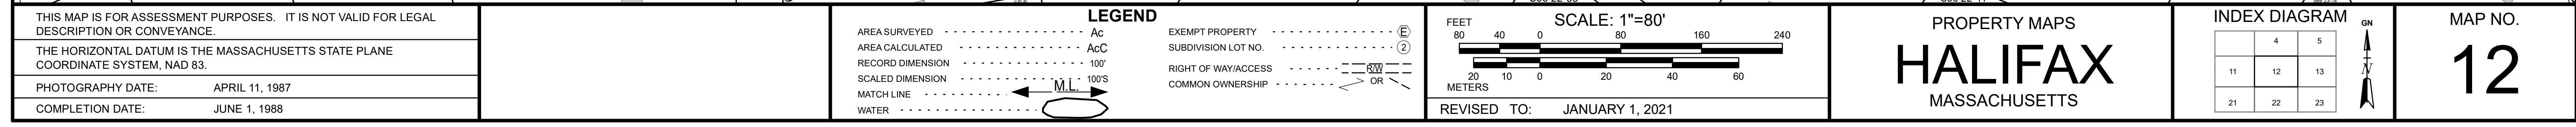 THIS MAP IS FOR ASSESSMENT PURPOSES. IT IS NOT VALID FOR LEGAL
DESCRIPTION OR CONVEYANCE.
THE HORIZONTAL DATUM IS THE MASSACHUSETTS STATE PLANE
COORDINATE SYSTEM, NAD 83.
PHOTOGRAPHY DATE: APRIL 11, 1987
COMPLETION DATE: JUNE 1, 1988
LEGEND
AREA SURVEYED - - - - - - - - - - - - - - - - - - Ac
AREA CALCULATED - - - - - - - - - - - - - - - - AcC
RECORD DIMENSION - - - - - - - - - - - - - - - 100'
SCALED DIMENSION - - - - - - - - - - - - - - - 100'S
MATCH LINE - - - - - - - - - M.L.
WATER - - - - - - - - - - - - - - - -
EXEMPT PROPERTY - - - - - - - - - - - - - - - E
SUBDIVISION LOT NO. - - - - - - - - - - - - - - 2
RIGHT OF WAY/ACCESS - - - - - - R/W
COMMON OWNERSHIP - - - - - - - - OR
FEET SCALE: 1"=80'
80 40 0 80 160 240
20 10 0 20 40 60
METERS
REVISED TO: JANUARY 1, 2021
PROPERTY MAPS
HALIFAX
MASSACHUSETTS
INDEX DIAGRAM
GN
4 5
11 12 13
21 22 23
N
MAP NO.
12